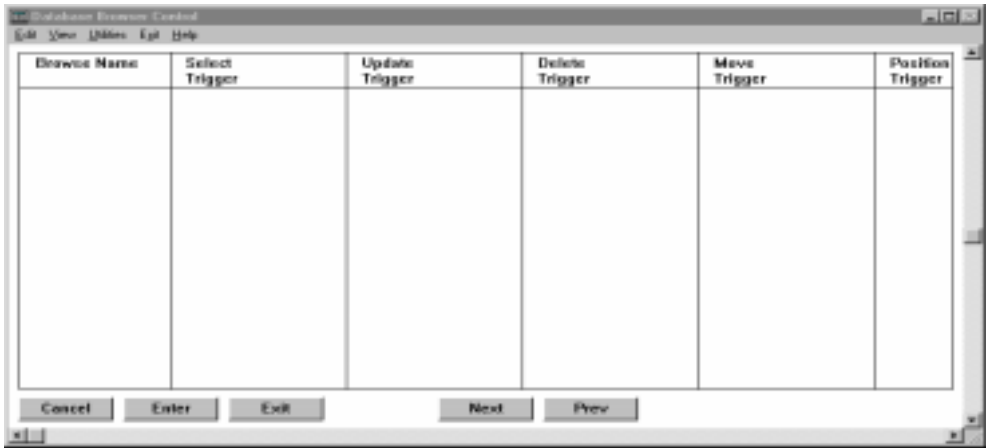 Database Browser Control
Edit View Utilities Exit Help
Browse Name Select Trigger Update Trigger Delete Trigger Move Trigger Position Trigger
Cancel Enter Exit Next Prev